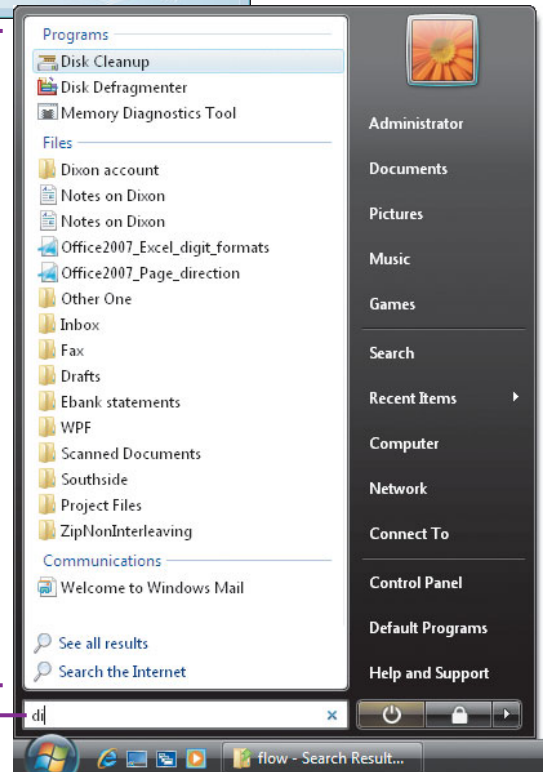 Programs
Disk Cleanup
Disk Defragmenter
Memory Diagnostics Tool
Files
Dixon account
Notes on Dixon
Notes on Dixon
Office2007_Excel_digit_formats
Office2007_Page_direction
Other One
Inbox
Fax
Drafts
Ebank statements
WPF
Scanned Documents
Southside
Project Files
ZipNonInterleaving
Communications
Welcome to Windows Mail
See all results
Search the Internet
di
Administrator
Documents
Pictures
Music
Games
Search
Recent Items
Computer
Network
Connect To
Control Panel
Default Programs
Help and Support
flow - Search Result...